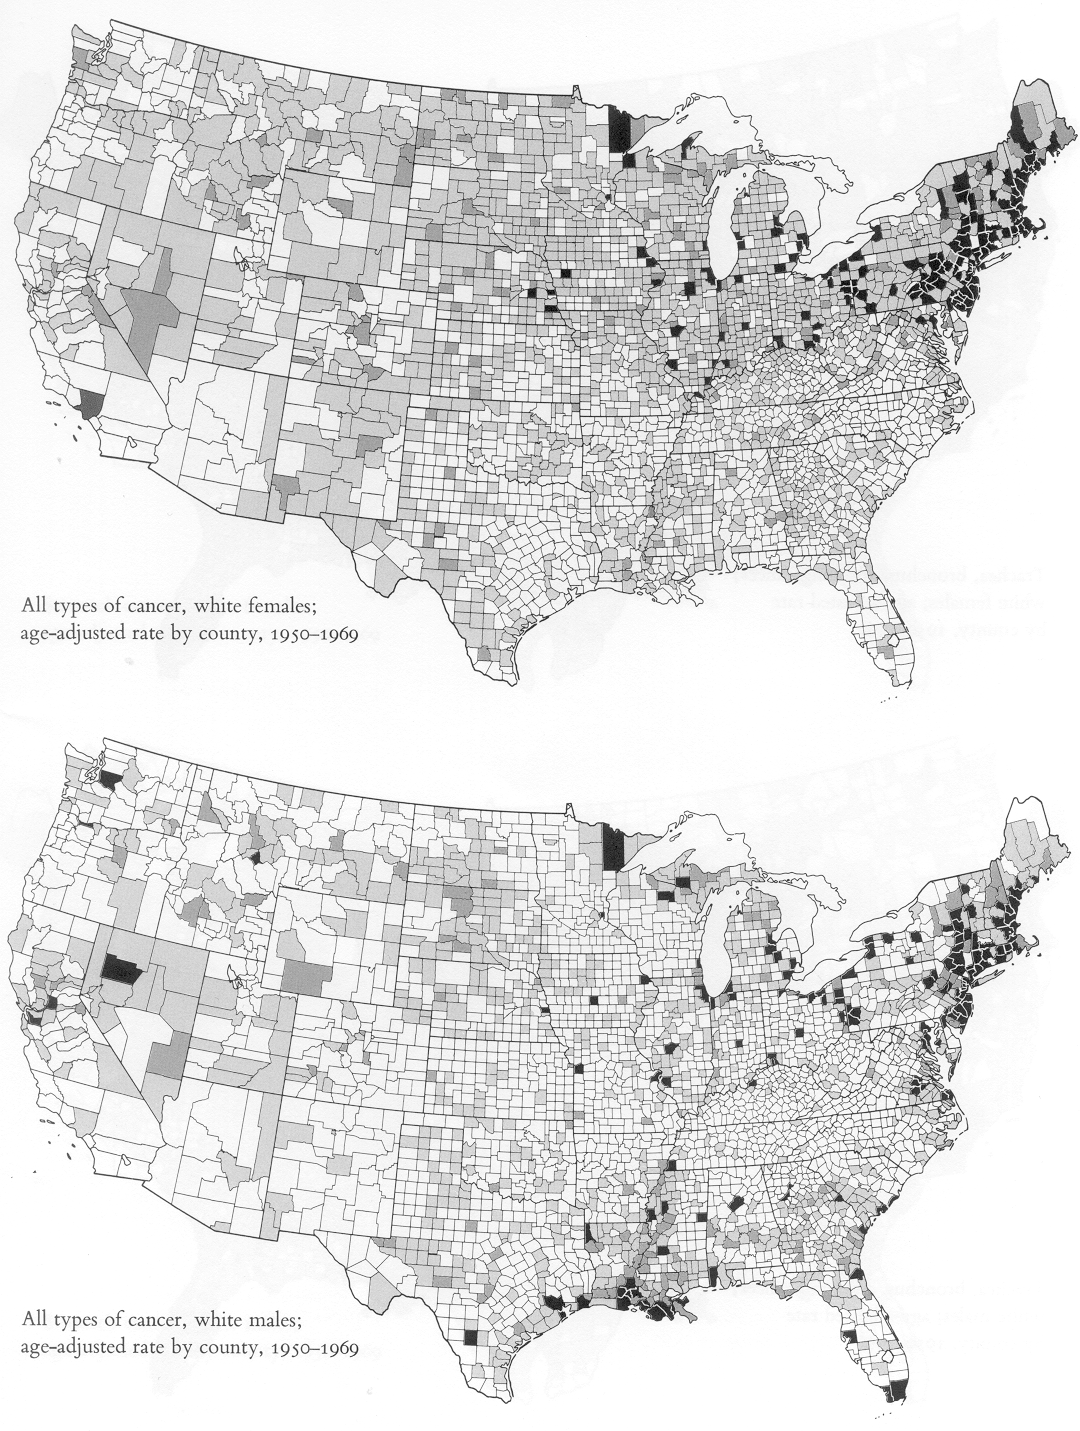 All types of cancer, white females;
age-adjusted rate by county, 1950–1969
All types of cancer, white males;
age-adjusted rate by county, 1950–1969